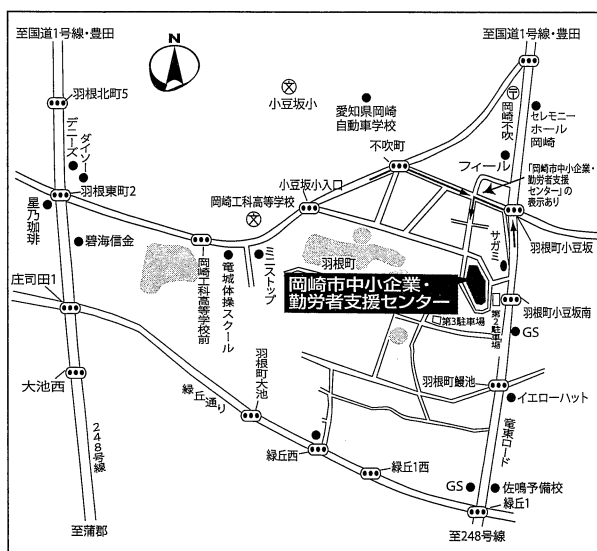 至国道1号線・豊田
至国道1号線・豊田
N
羽根北町5
小豆坂小
愛知県岡崎
自動車学校
岡崎不吹
セレモニー
ホール
岡崎
デニーズ
ダイソー
不吹町
フィール
「岡崎市中小企業・
勤労者支援
センター」の
表示あり
羽根東町2
小豆坂小入口
岡崎工科高等学校
星乃珈琲
碧海信金
羽根町小豆坂
サガミ
羽根町
岡崎工科高等学校前
竜城体操スクール
ミニストップ
岡崎市中小企業・
勤労者支援センター
庄司田1
羽根町小豆坂南
第2駐車場
第3駐車場
GS
大池西
緑丘通り
羽根町大池
羽根町鰻池
イエローハット
248号線
竜東ロード
緑丘西
緑丘1西
GS
佐鳴予備校
緑丘1
至蒲郡
至248号線